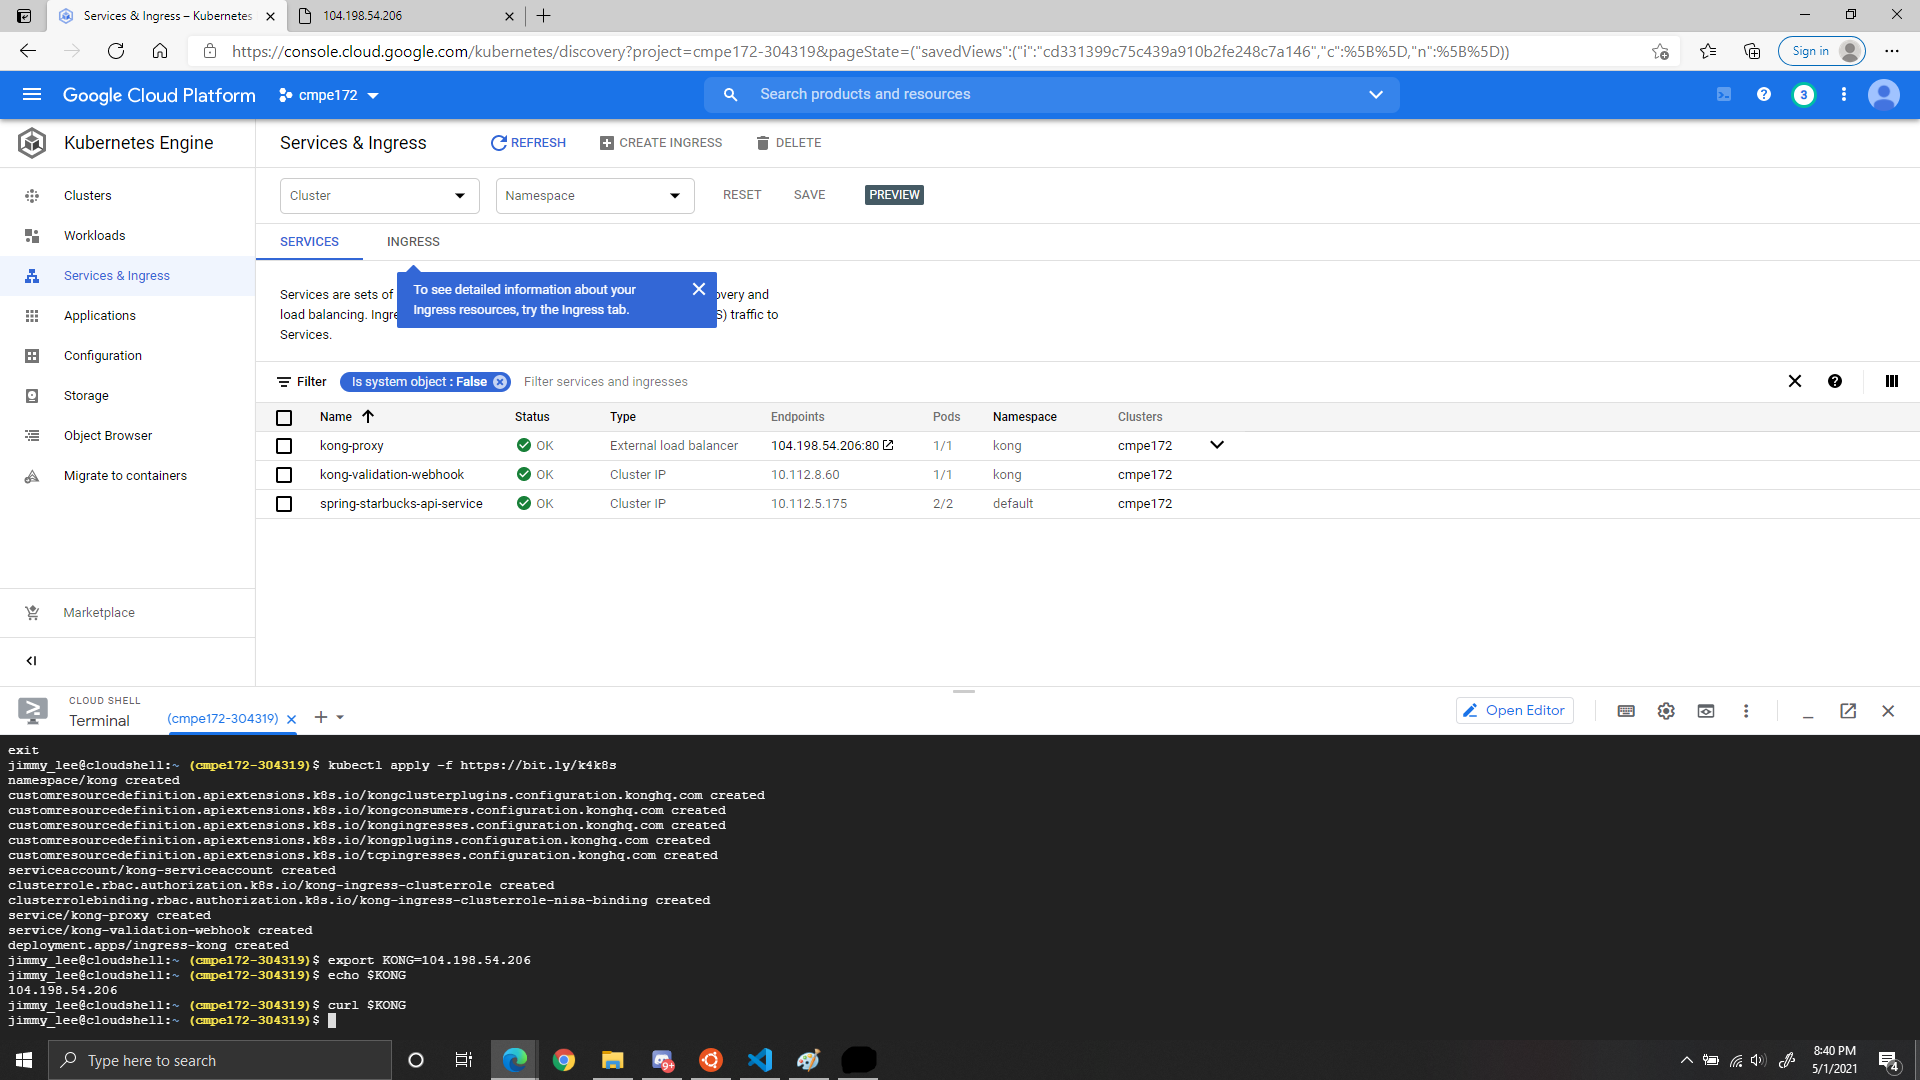 Services & Ingress – Kubernetes
104.198.54.206
https://console.cloud.google.com/kubernetes/discovery?project=cmpe172-304319&pageState=("savedViews":("i":"cd331399c75c439a910b2fe248c7a146","c":%5B%5D,"n":%5B%5D))
Sign in
Google Cloud Platform
cmpe172
Search products and resources
3
Kubernetes Engine
Services & Ingress
REFRESH
CREATE INGRESS
DELETE
Clusters
Workloads
Services & Ingress
Applications
Configuration
Storage
Object Browser
Migrate to containers
Marketplace
Cluster
Namespace
RESET
SAVE
PREVIEW
SERVICES
INGRESS
To see detailed information about your
Ingress resources, try the Ingress tab.
Services are sets of overy and
load balancing. Ingre S) traffic to
Services.
Filter
Is system object : False
Filter services and ingresses
Name Status Type Endpoints Pods Namespace Clusters
kong-proxy OK External load balancer 104.198.54.206:80 1/1 kong cmpe172
kong-validation-webhook OK Cluster IP 10.112.8.60 1/1 kong cmpe172
spring-starbucks-api-service OK Cluster IP 10.112.5.175 2/2 default cmpe172
CLOUD SHELL
Terminal
(cmpe172-304319)
Open Editor
exit
jimmy_lee@cloudshell:~ (cmpe172-304319)$ kubectl apply -f https://bit.ly/k4k8s
namespace/kong created
customresourcedefinition.apiextensions.k8s.io/kongclusterplugins.configuration.konghq.com created
customresourcedefinition.apiextensions.k8s.io/kongconsumers.configuration.konghq.com created
customresourcedefinition.apiextensions.k8s.io/kongingresses.configuration.konghq.com created
customresourcedefinition.apiextensions.k8s.io/kongplugins.configuration.konghq.com created
customresourcedefinition.apiextensions.k8s.io/tcpingresses.configuration.konghq.com created
serviceaccount/kong-serviceaccount created
clusterrole.rbac.authorization.k8s.io/kong-ingress-clusterrole created
clusterrolebinding.rbac.authorization.k8s.io/kong-ingress-clusterrole-nisa-binding created
service/kong-proxy created
service/kong-validation-webhook created
deployment.apps/ingress-kong created
jimmy_lee@cloudshell:~ (cmpe172-304319)$ export KONG=104.198.54.206
jimmy_lee@cloudshell:~ (cmpe172-304319)$ echo $KONG
104.198.54.206
jimmy_lee@cloudshell:~ (cmpe172-304319)$ curl $KONG
jimmy_lee@cloudshell:~ (cmpe172-304319)$
Type here to search
9+
8:40 PM
5/1/2021
4